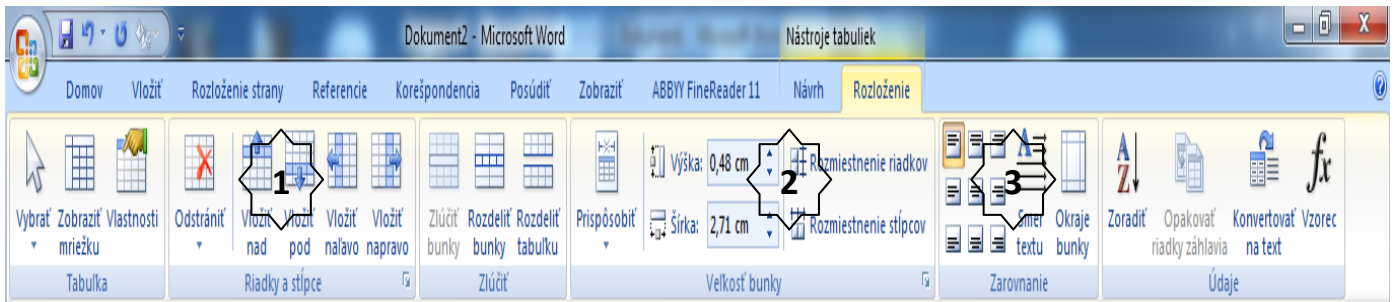 Dokument2 - Microsoft Word
Nástroje tabuliek
Domov Vložiť Rozloženie strany Referencie Korešpondencia Posúdiť Zobraziť ABBYY FineReader 11 Návrh Rozloženie
Vybrať Zobraziť mriežku Vlastnosti
Tabuľka
Odstrániť Vložiť nad Vložiť pod Vložiť naľavo Vložiť napravo
1
Riadky a stĺpce
Zlúčiť bunky Rozdeliť bunky Rozdeliť tabuľku
Zlúčiť
Prispôsobiť
Výška: 0,48 cm
Šírka: 2,71 cm
2
Rozmiestnenie riadkov
Rozmiestnenie stĺpcov
Veľkosť bunky
3
Smer textu Okraje bunky
Zarovnanie
Zoradiť Opakovať riadky záhlavia Konvertovať na text Vzorec
Údaje